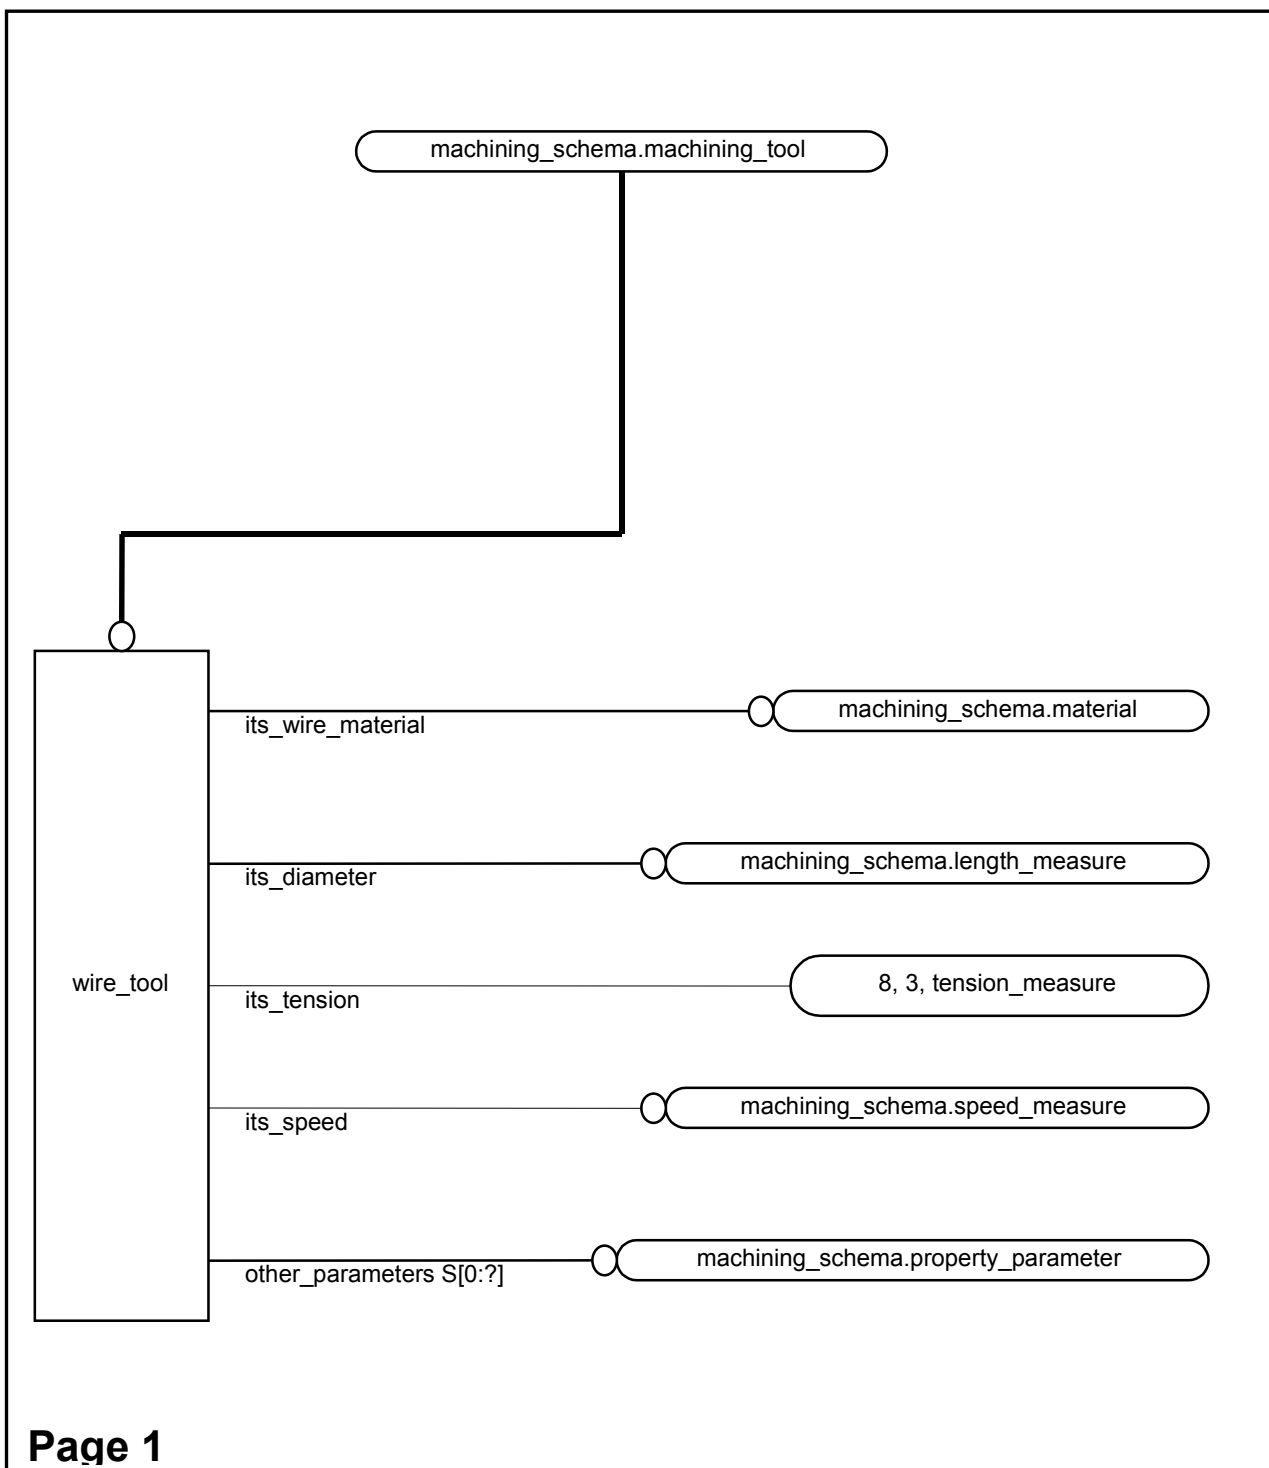 machining_schema.machining_tool
its_wire_material
machining_schema.material
its_diameter
machining_schema.length_measure
wire_tool
its_tension
8, 3, tension_measure
its_speed
machining_schema.speed_measure
other_parameters S[0:?]
machining_schema.property_parameter
Page 1